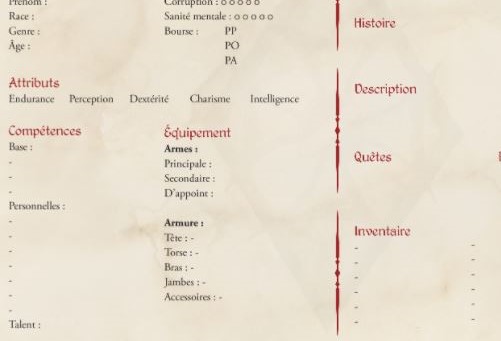 Prénom :
Race :
Genre :
Âge :
Corruption : o o o o o
Santé mentale : o o o o o
Bourse : PP
PO
PA
Attributs
Endurance Perception Dextérité Charisme Intelligence
Compétences
Base :
-
-
-
Personnelles :
-
-
-
-
-
-
-
Talent :
Équipement
Armes :
Principale :
Secondaire :
D'appoint :
Armure :
Tête : -
Torse : -
Bras : -
Jambes : -
Accessoires : -
Histoire
Description
Quêtes
Inventaire
- -
- -
- -
- -
- -
- -